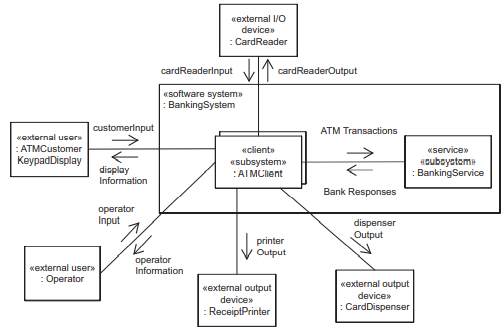 «external I/O
device»
: CardReader
cardReaderInput
cardReaderOutput
«software system»
: BankingSystem
«external user»
: ATMCustomer
KeypadDisplay
customerInput
display
Information
«client»
«subsystem»
: ATMClient
ATM Transactions
Bank Responses
«service»
«subsystem»
: BankingService
operator
Input
operator
Information
«external user»
: Operator
printer
Output
«external output
device»
: ReceiptPrinter
dispenser
Output
«external output
device»
: CardDispenser